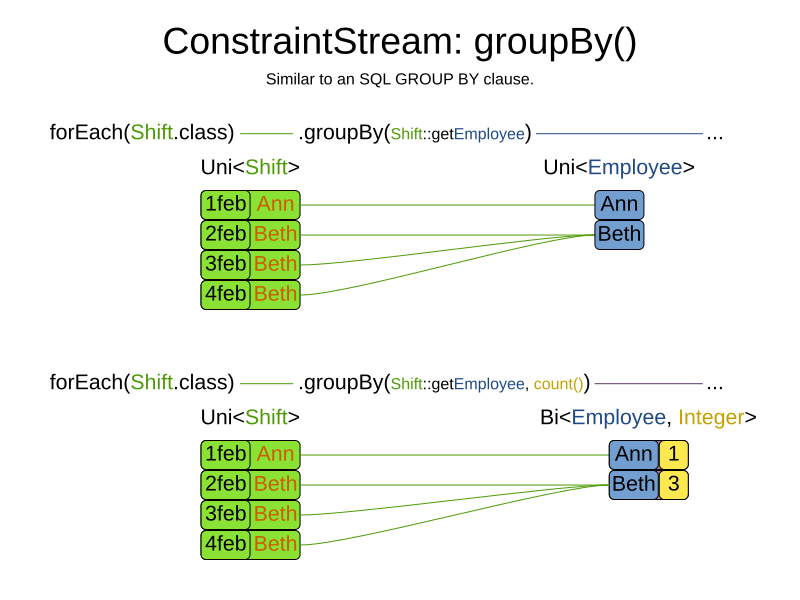 ConstraintStream: groupBy()
Similar to an SQL GROUP BY clause.
forEach(Shift.class) .groupBy(Shift::getEmployee) ...
Uni<Shift> Uni<Employee>
1feb Ann Ann
2feb Beth Beth
3feb Beth
4feb Beth
forEach(Shift.class) .groupBy(Shift::getEmployee, count()) ...
Uni<Shift> Bi<Employee, Integer>
1feb Ann Ann 1
2feb Beth Beth 3
3feb Beth
4feb Beth